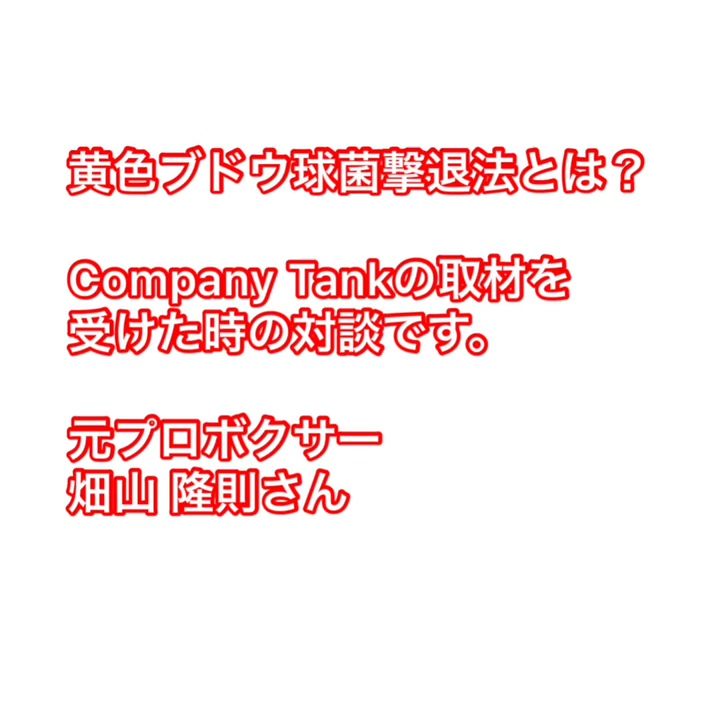 黄色ブドウ球菌撃退法とは？
Company Tankの取材を
受けた時の対談です。
元プロボクサー
畑山 隆則さん